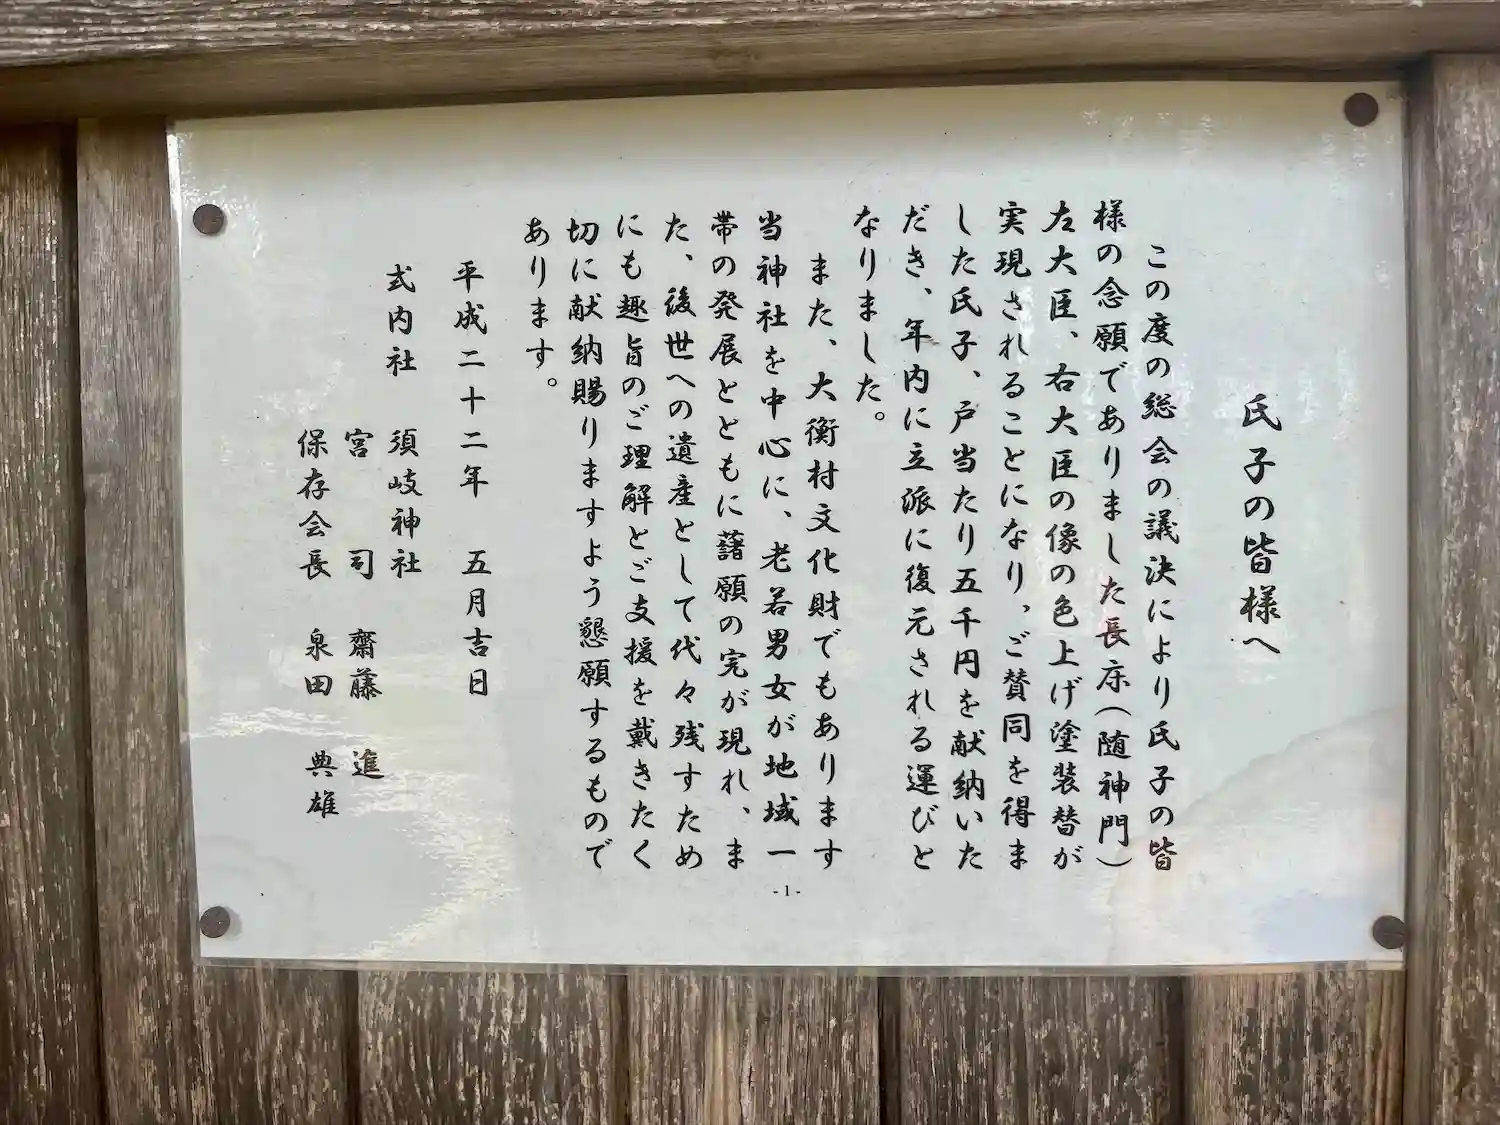 氏子の皆様へ
この度の総会の議決により氏子の皆
様の念願でありました長床(随神門)
左大臣、右大臣の像の色上げ塗装替が
実現されることになり、ご賛同を得ま
した氏子、戸当たり五千円を献納いた
だき、年内に立派に復元される運びと
なりました。
また、大衡村文化財でもあります
当神社を中心に、老若男女が地域一
帯の発展とともに藷願の完が現れ、ま
た、後世への遺産として代々残すため
にも趣旨のご理解とご支援を戴きたく
切に献納賜りますよう懇願するもので
あります。
平成二十二年 五月吉日
式内社 須岐神社
宮司 齋藤 進
保存会長 泉田 典雄
-1-